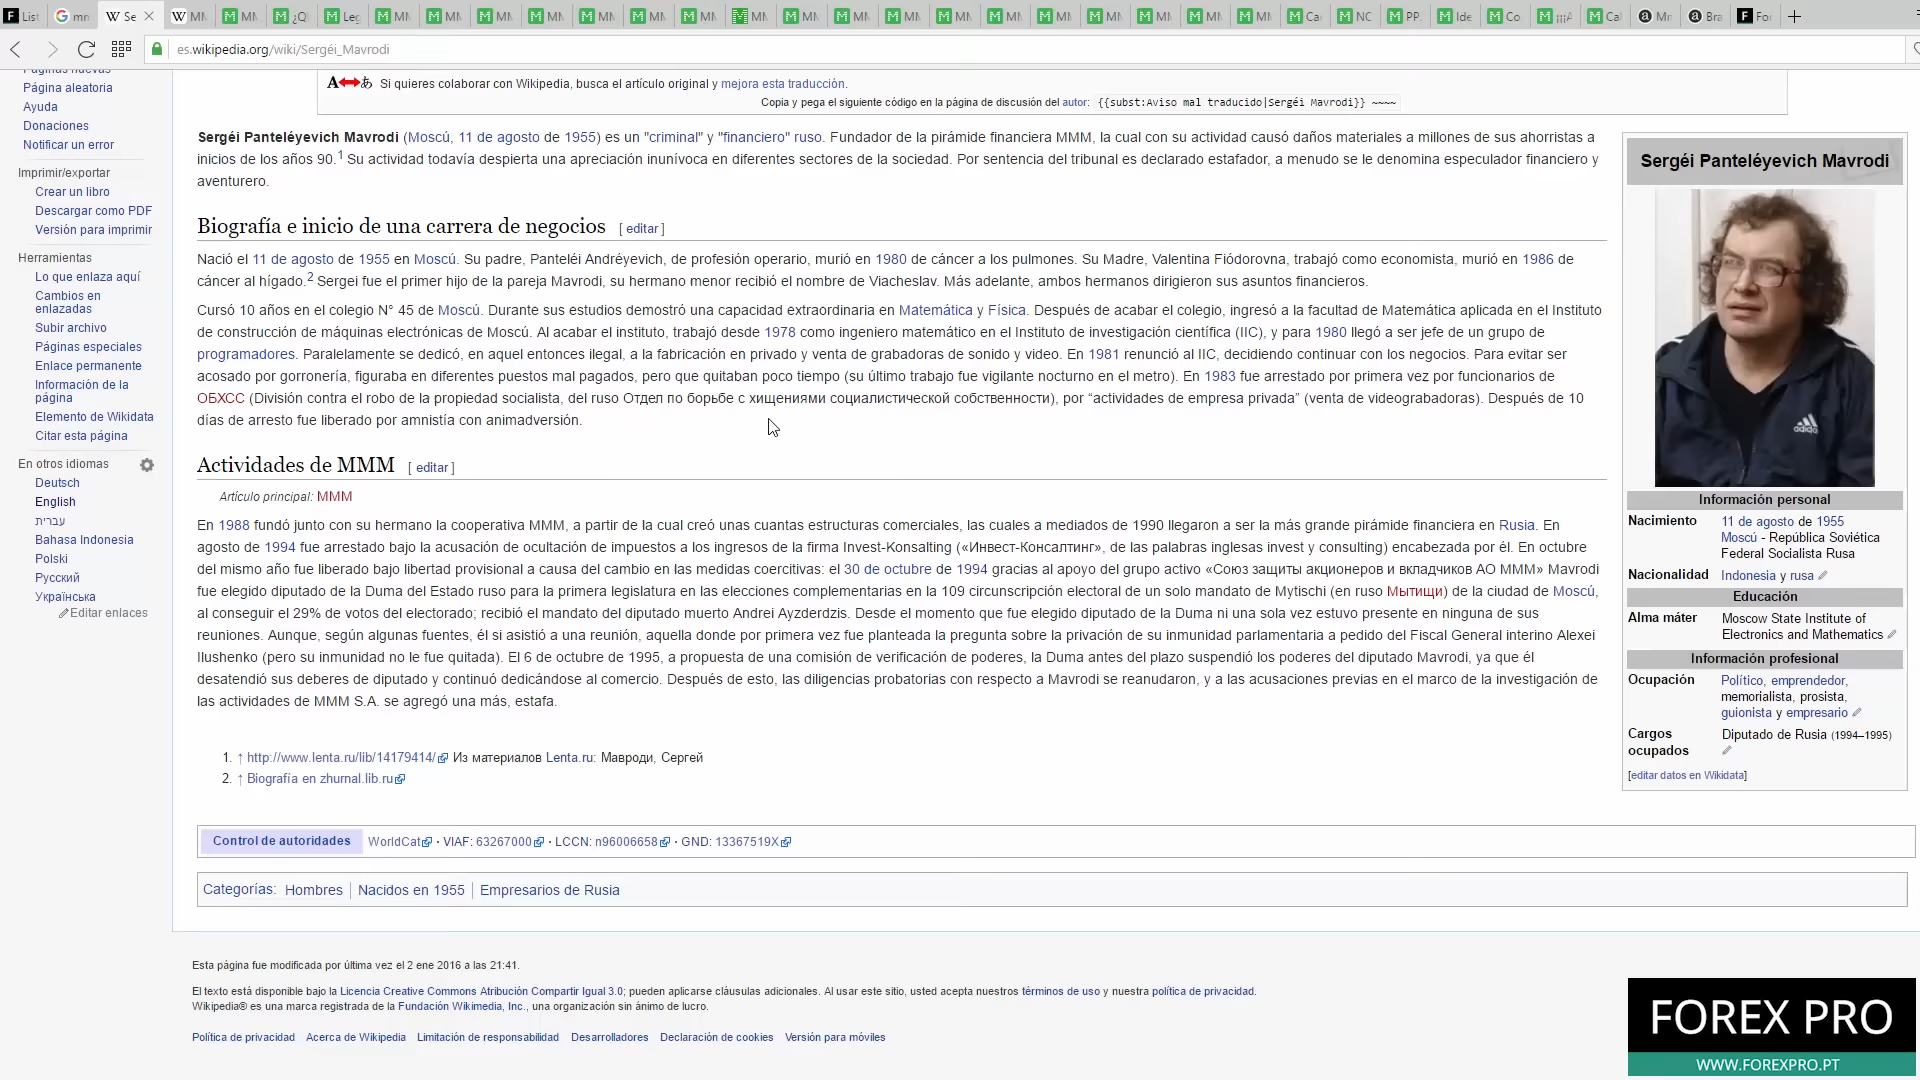 List
mn
Se
MN
¿Q
Leg
Ca
NC
PP.
Ide
Co
¡¡¡A
Cal
Bra
For
es.wikipedia.org/wiki/Sergéi_Mavrodi
Páginas nuevas
Página aleatoria
Ayuda
Donaciones
Notificar un error
Imprimir/exportar
Crear un libro
Descargar como PDF
Versión para imprimir
Herramientas
Lo que enlaza aquí
Cambios en
enlazadas
Subir archivo
Páginas especiales
Enlace permanente
Información de la
página
Elemento de Wikidata
Citar esta página
En otros idiomas
Deutsch
English
עברית
Bahasa Indonesia
Polski
Русский
Українська
Editar enlaces
A あ Si quieres colaborar con Wikipedia, busca el artículo original y mejora esta traducción.
Copia y pega el siguiente código en la página de discusión del autor: {{subst:Aviso mal traducido|Sergéi Mavrodi}} ~~~~
Sergéi Panteléyevich Mavrodi (Moscú, 11 de agosto de 1955) es un "criminal" y "financiero" ruso. Fundador de la pirámide financiera MMM, la cual con su actividad causó daños materiales a millones de sus ahorristas a
inicios de los años 90.1 Su actividad todavía despierta una apreciación inunívoca en diferentes sectores de la sociedad. Por sentencia del tribunal es declarado estafador, a menudo se le denomina especulador financiero y
aventurero.
Biografía e inicio de una carrera de negocios [ editar ]
Nació el 11 de agosto de 1955 en Moscú. Su padre, Panteléi Andréyevich, de profesión operario, murió en 1980 de cáncer a los pulmones. Su Madre, Valentina Fiódorovna, trabajó como economista, murió en 1986 de
cáncer al hígado.2 Sergei fue el primer hijo de la pareja Mavrodi, su hermano menor recibió el nombre de Viacheslav. Más adelante, ambos hermanos dirigieron sus asuntos financieros.
Cursó 10 años en el colegio N° 45 de Moscú. Durante sus estudios demostró una capacidad extraordinaria en Matemática y Física. Después de acabar el colegio, ingresó a la facultad de Matemática aplicada en el Instituto
de construcción de máquinas electrónicas de Moscú. Al acabar el instituto, trabajó desde 1978 como ingeniero matemático en el Instituto de investigación científica (IIC), y para 1980 llegó a ser jefe de un grupo de
programadores. Paralelamente se dedicó, en aquel entonces ilegal, a la fabricación en privado y venta de grabadoras de sonido y video. En 1981 renunció al IIC, decidiendo continuar con los negocios. Para evitar ser
acosado por gorronería, figuraba en diferentes puestos mal pagados, pero que quitaban poco tiempo (su último trabajo fue vigilante nocturno en el metro). En 1983 fue arrestado por primera vez por funcionarios de
ОБХСС (División contra el robo de la propiedad socialista, del ruso Отдел по борьбе с хищениями социалистической собственности), por “actividades de empresa privada” (venta de videograbadoras). Después de 10
días de arresto fue liberado por amnistía con animadversión.
Actividades de MMM [ editar ]
Artículo principal: MMM
En 1988 fundó junto con su hermano la cooperativa MMM, a partir de la cual creó unas cuantas estructuras comerciales, las cuales a mediados de 1990 llegaron a ser la más grande pirámide financiera en Rusia. En
agosto de 1994 fue arrestado bajo la acusación de ocultación de impuestos a los ingresos de la firma Invest-Konsalting («Инвест-Консалтинг», de las palabras inglesas invest y consulting) encabezada por él. En octubre
del mismo año fue liberado bajo libertad provisional a causa del cambio en las medidas coercitivas: el 30 de octubre de 1994 gracias al apoyo del grupo activo «Союз защиты акционеров и вкладчиков АО МММ» Mavrodi
fue elegido diputado de la Duma del Estado ruso para la primera legislatura en las elecciones complementarias en la 109 circunscripción electoral de un solo mandato de Mytischi (en ruso Мытищи) de la ciudad de Moscú,
al conseguir el 29% de votos del electorado; recibió el mandato del diputado muerto Andrei Ayzderdzis. Desde el momento que fue elegido diputado de la Duma ni una sola vez estuvo presente en ninguna de sus
reuniones. Aunque, según algunas fuentes, él si asistió a una reunión, aquella donde por primera vez fue planteada la pregunta sobre la privación de su inmunidad parlamentaria a pedido del Fiscal General interino Alexei
Ilushenko (pero su inmunidad no le fue quitada). El 6 de octubre de 1995, a propuesta de una comisión de verificación de poderes, la Duma antes del plazo suspendió los poderes del diputado Mavrodi, ya que él
desatendió sus deberes de diputado y continuó dedicándose al comercio. Después de esto, las diligencias probatorias con respecto a Mavrodi se reanudaron, y a las acusaciones previas en el marco de la investigación de
las actividades de MMM S.A. se agregó una más, estafa.
1. ↑ http://www.lenta.ru/lib/14179414/ Из материалов Lenta.ru: Мавроди, Сергей
2. ↑ Biografía en zhurnal.lib.ru
Control de autoridades WorldCat · VIAF: 63267000 · LCCN: n96006658 · GND: 13367519X
Categorías: Hombres | Nacidos en 1955 | Empresarios de Rusia
Sergéi Panteléyevich Mavrodi
adidas
Información personal
Nacimiento 11 de agosto de 1955
Moscú - República Soviética
Federal Socialista Rusa
Nacionalidad Indonesio y rusa
Educación
Alma máter Moscow State Institute of
Electronics and Mathematics
Información profesional
Ocupación Político, emprendedor,
memorialista, prosista,
guionista y empresario
Cargos Diputado de Rusia (1994–1995)
ocupados
[editar datos en Wikidata]
Esta página fue modificada por última vez el 2 ene 2016 a las 21:41.
El texto está disponible bajo la Licencia Creative Commons Atribución Compartir Igual 3.0; pueden aplicarse cláusulas adicionales. Al usar este sitio, usted acepta nuestros términos de uso y nuestra política de privacidad.
Wikipedia® es una marca registrada de la Fundación Wikimedia, Inc., una organización sin ánimo de lucro.
Política de privacidad Acerca de Wikipedia Limitación de responsabilidad Desarrolladores Declaración de cookies Versión para móviles
FOREX PRO
WWW.FOREXPRO.PT